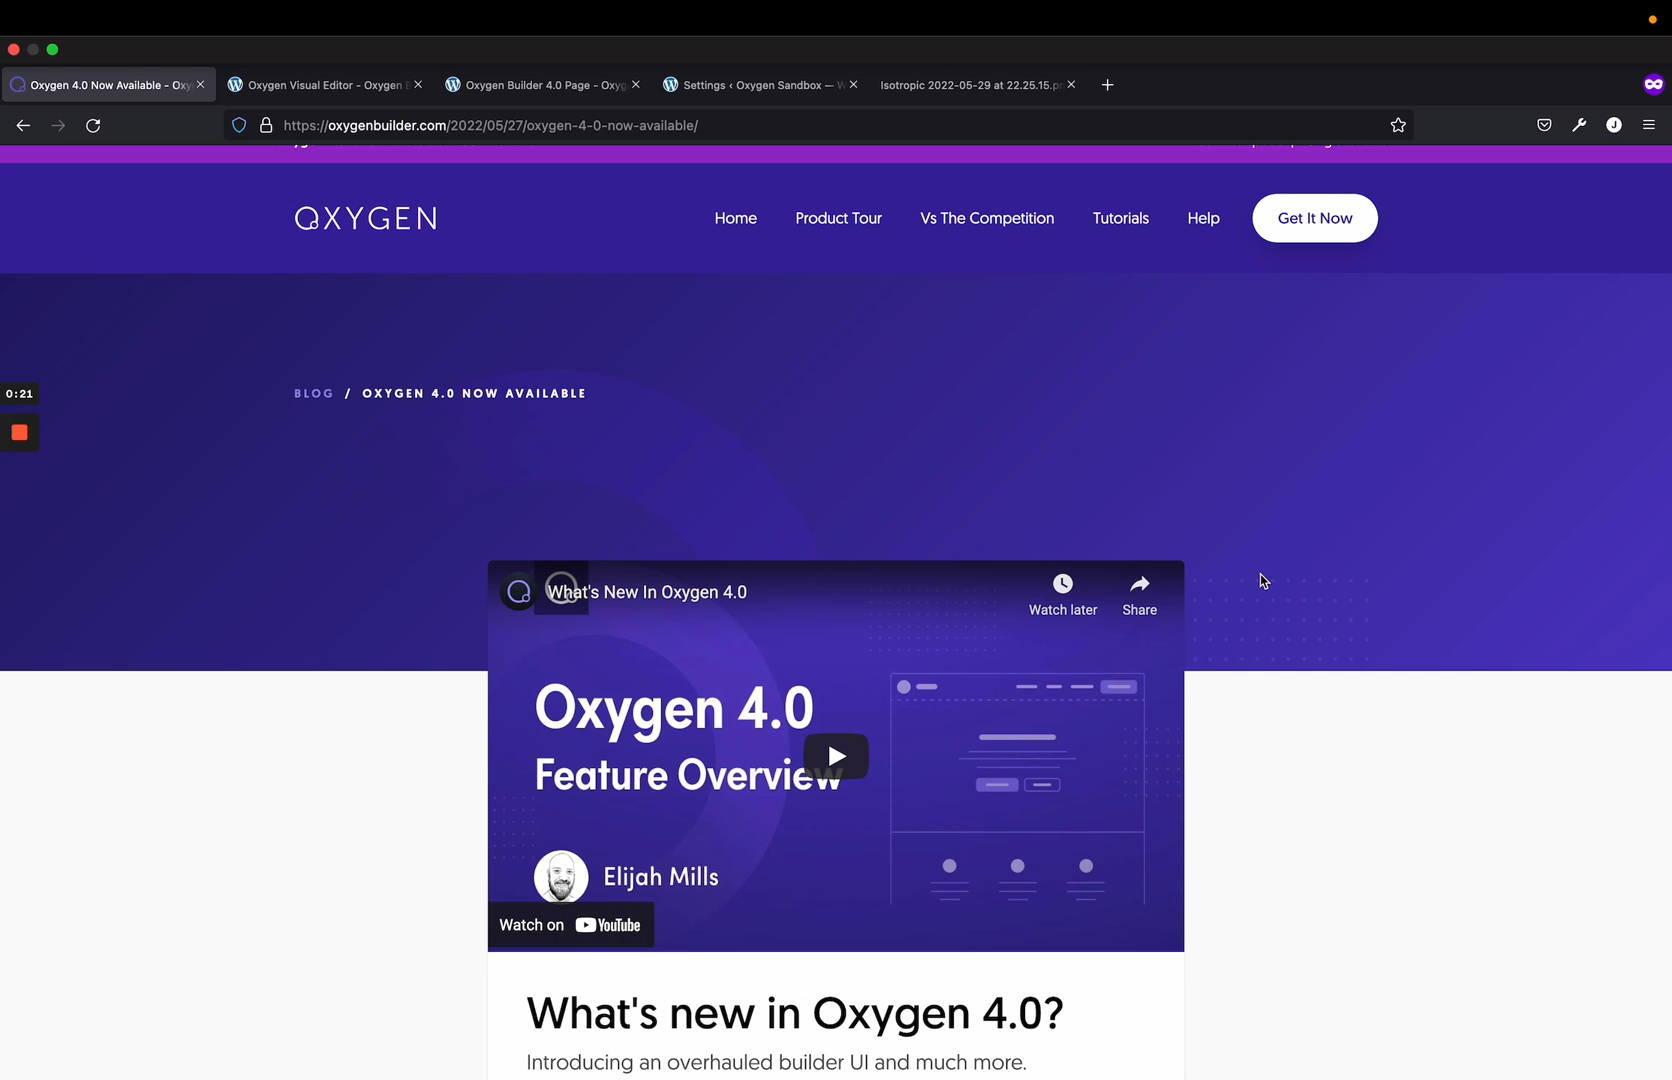 Oxygen 4.0 Now Available - Oxy
Oxygen Visual Editor - Oxygen
Oxygen Builder 4.0 Page - Oxyg
Settings ‹ Oxygen Sandbox —
Isotropic 2022-05-29 at 22.25.15.pn
https://oxygenbuilder.com/2022/05/27/oxygen-4-0-now-available/
J
OXYGEN
Home
Product Tour
Vs The Competition
Tutorials
Help
Get It Now
0:21
BLOG / OXYGEN 4.0 NOW AVAILABLE
What's New In Oxygen 4.0
Watch later
Share
Oxygen 4.0
Feature Overview
Elijah Mills
Watch on YouTube
What's new in Oxygen 4.0?
Introducing an overhauled builder UI and much more.